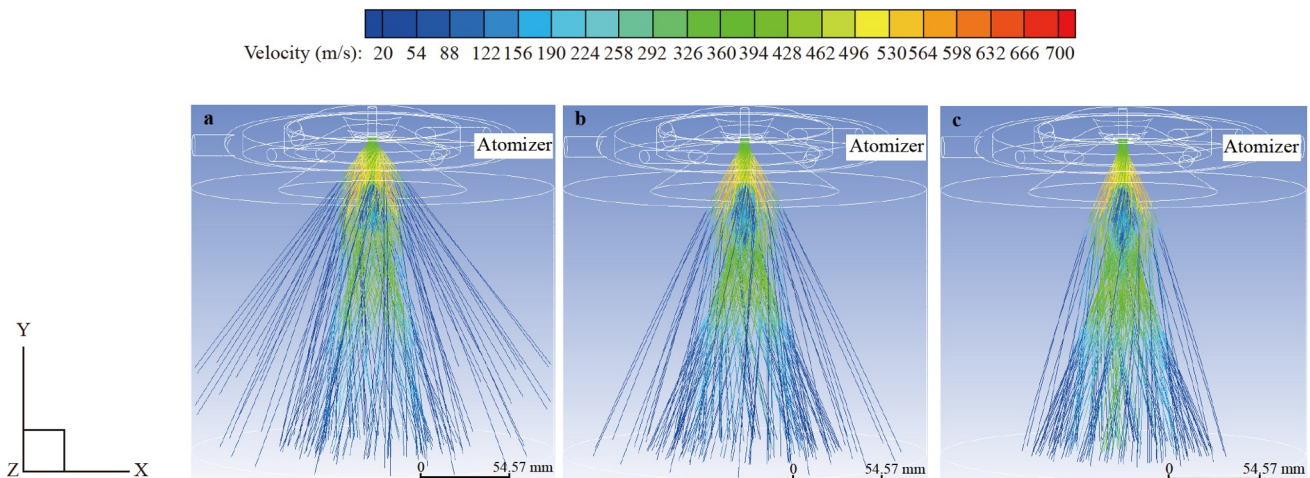 Velocity (m/s): 20 54 88 122 156 190 224 258 292 326 360 394 428 462 496 530 564 598 632 666 700
a
Atomizer
0 54.57 mm
b
Atomizer
0 54.57 mm
c
Atomizer
0 54.57 mm
Y
Z X